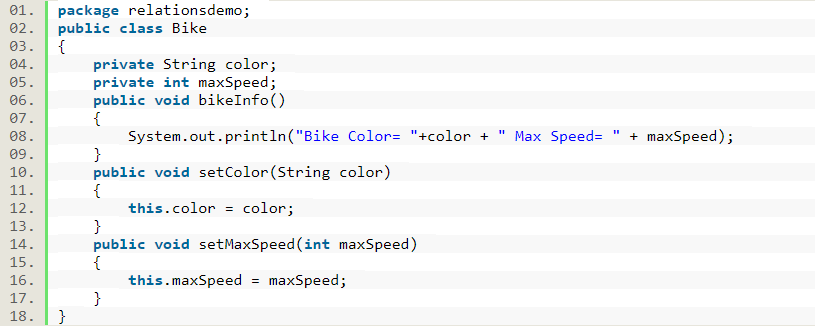 01. package relationsdemo;
02. public class Bike
03. {
04.     private String color;
05.     private int maxSpeed;
06.     public void bikeInfo()
07.     {
08.         System.out.println("Bike Color= "+color + " Max Speed= " + maxSpeed);
09.     }
10.     public void setColor(String color)
11.     {
12.         this.color = color;
13.     }
14.     public void setMaxSpeed(int maxSpeed)
15.     {
16.         this.maxSpeed = maxSpeed;
17.     }
18. }